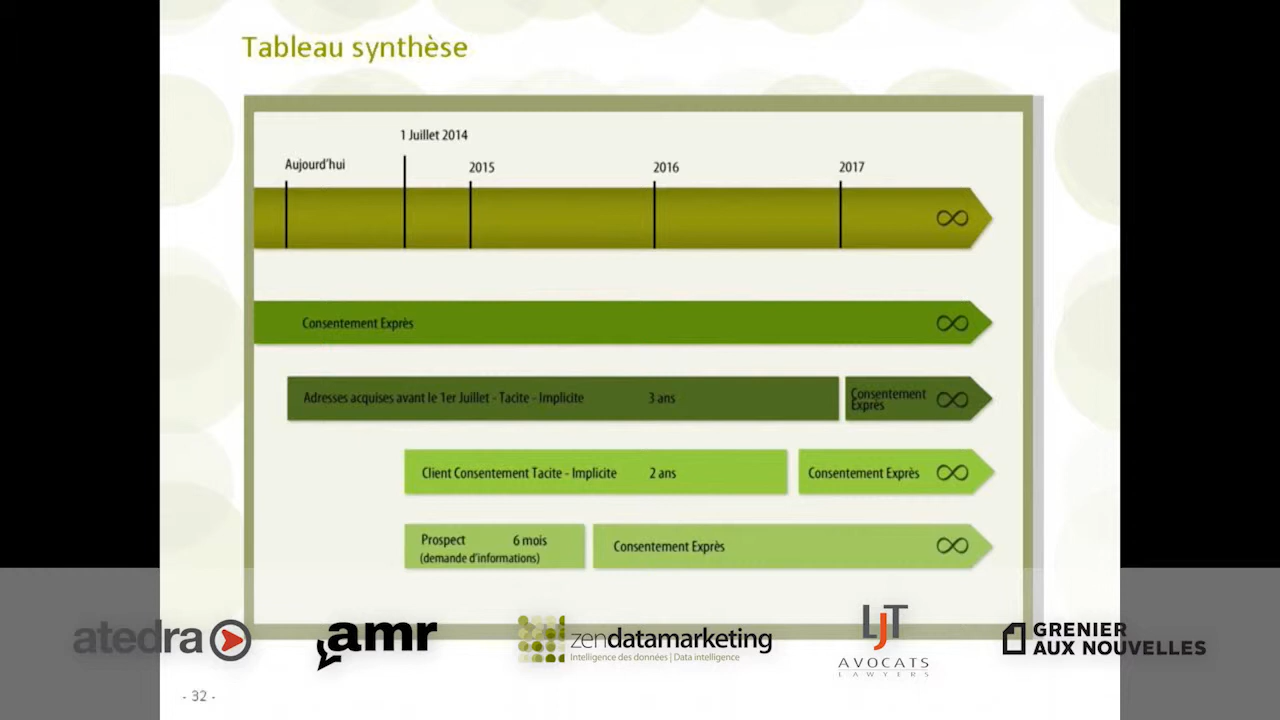 Tableau synthèse
1 Juillet 2014
Aujourd'hui
2015
2016
2017
∞
Consentement Exprès
∞
Adresses acquises avant le 1er Juillet - Tacite - Implicite 3 ans
Consentement
Exprès
∞
Client Consentement Tacite - Implicite 2 ans
Consentement Exprès
∞
Prospect 6 mois
(demande d'informations)
Consentement Exprès
∞
atedra
amr
zendatamarketing
Intelligence des données | Data intelligence
LJT
AVOCATS
LAWYERS
GRENIER
AUX NOUVELLES
- 32 -